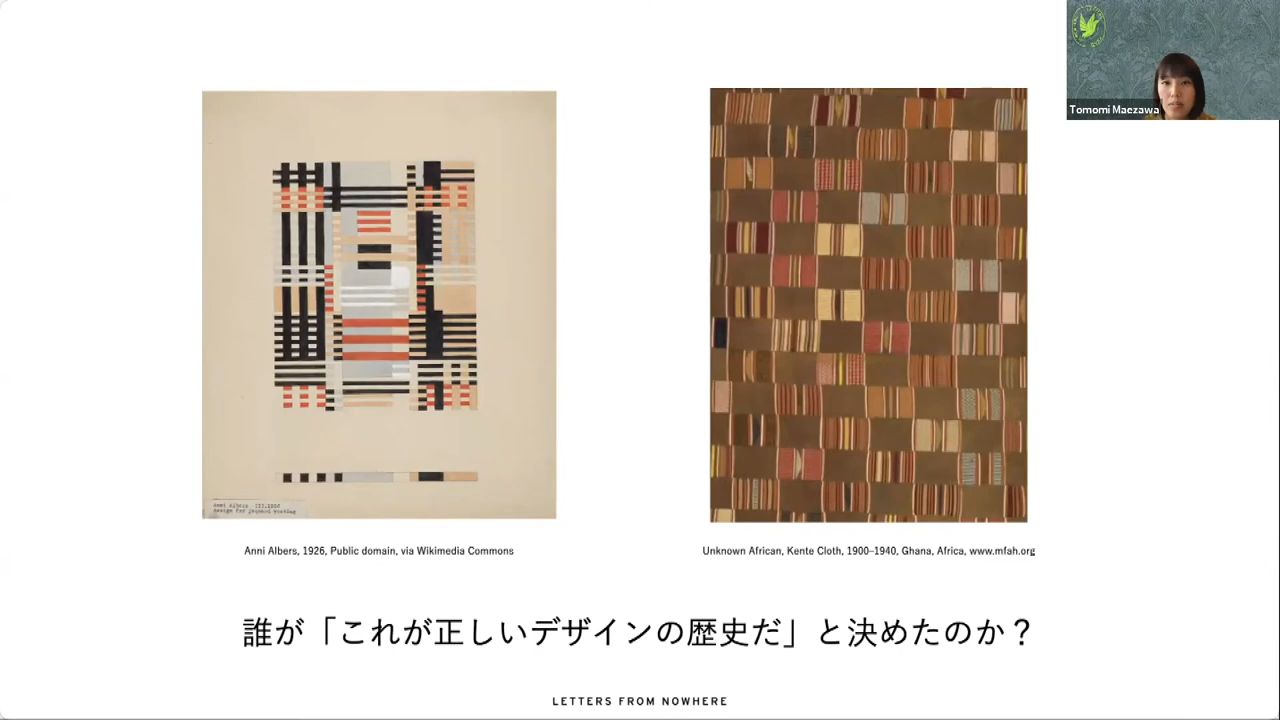 Tomomi Maezawa
Anni Albers III.1926
design for jaquard weaving
Anni Albers, 1926, Public domain, via Wikimedia Commons
Unknown African, Kente Cloth, 1900–1940, Ghana, Africa, www.mfah.org
誰が「これが正しいデザインの歴史だ」と決めたのか？
LETTERS FROM NOWHERE